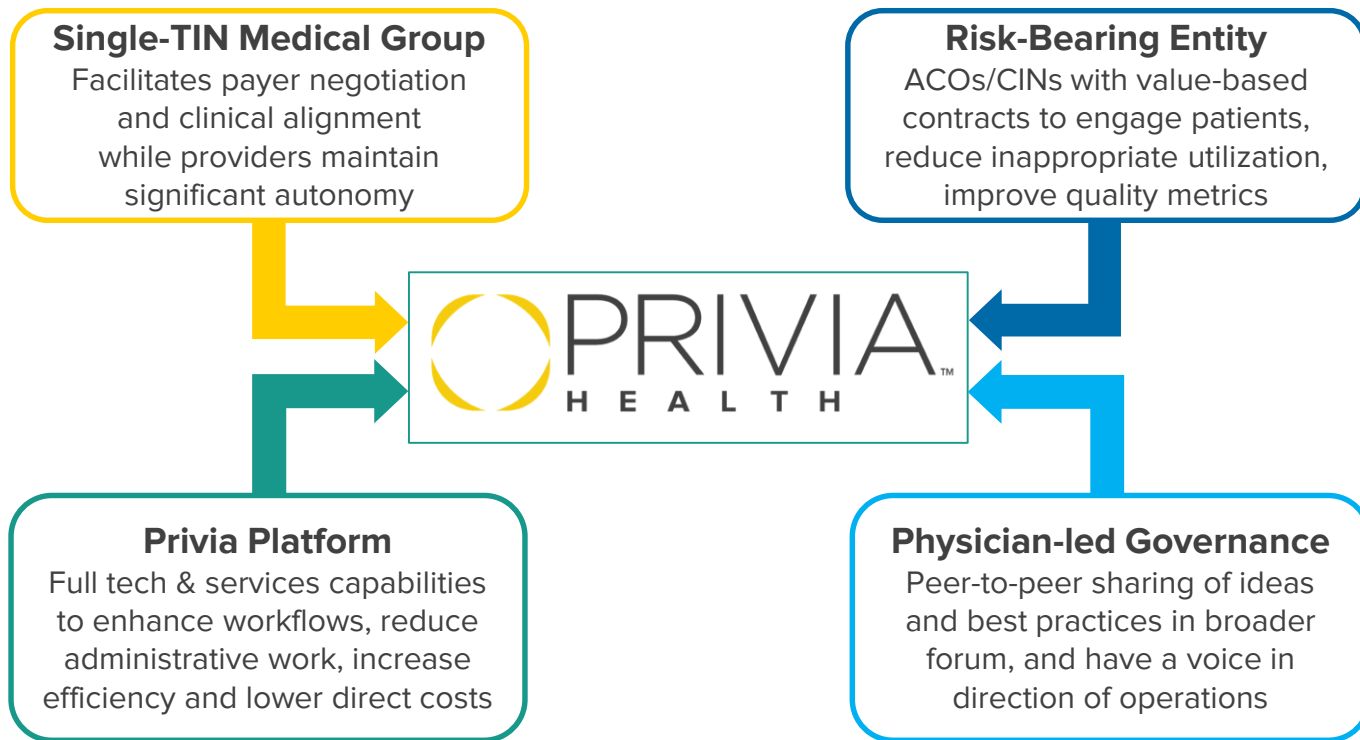 Single-TIN Medical Group
Facilitates payer negotiation
and clinical alignment
while providers maintain
significant autonomy
Risk-Bearing Entity
ACOs/CINs with value-based
contracts to engage patients,
reduce inappropriate utilization,
improve quality metrics
PRIVIA™
HEALTH
Privia Platform
Full tech & services capabilities
to enhance workflows, reduce
administrative work, increase
efficiency and lower direct costs
Physician-led Governance
Peer-to-peer sharing of ideas
and best practices in broader
forum, and have a voice in
direction of operations